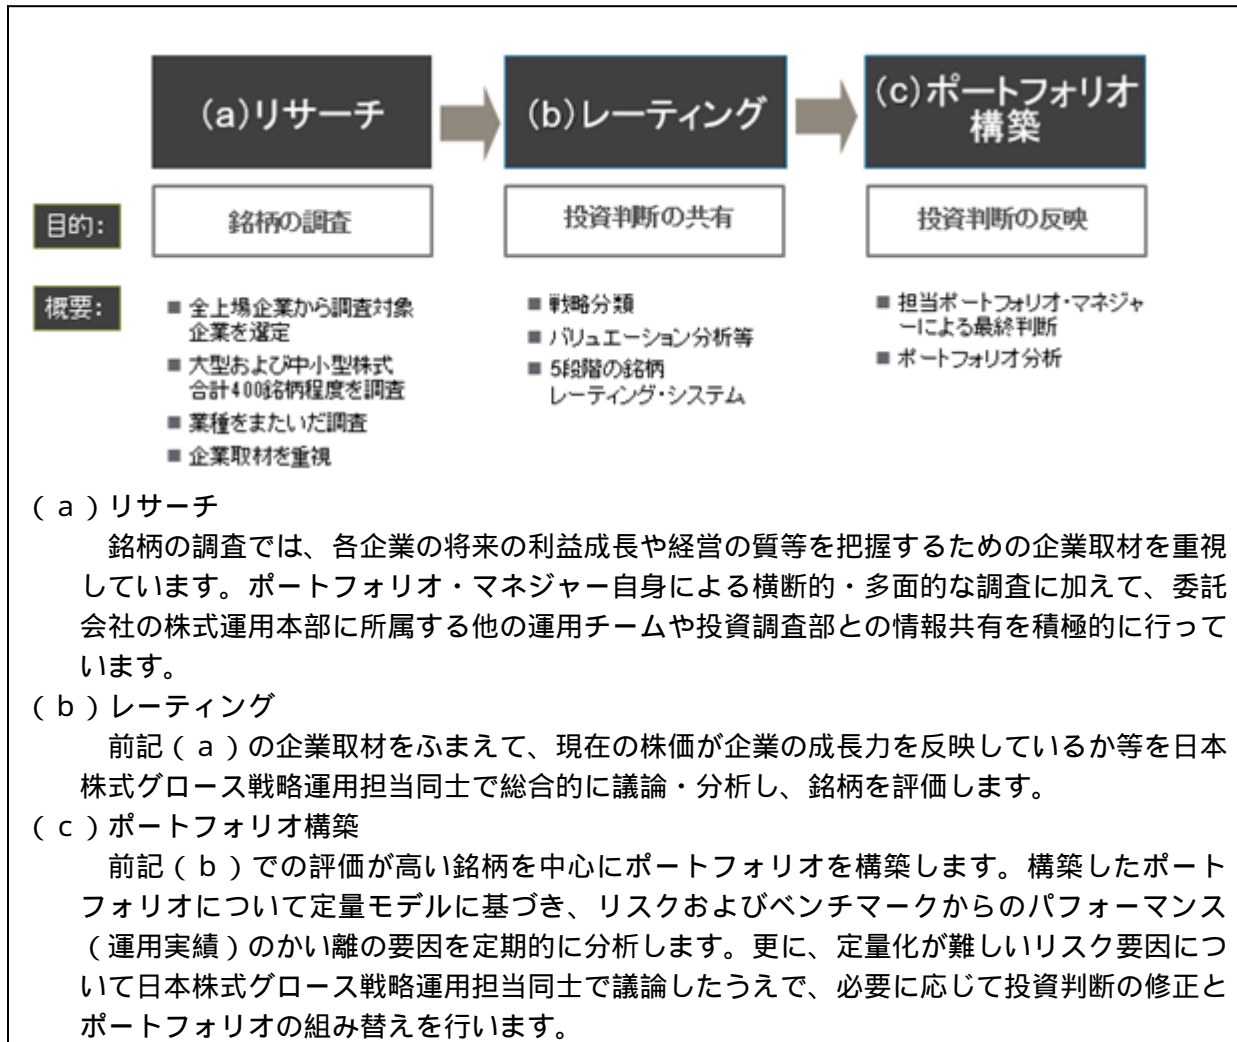 (a)リサーチ
(b)レーティング
(c)ポートフォリオ
構築
目的:
銘柄の調査
投資判断の共有
投資判断の反映
概要:
■ 全上場企業から調査対象
企業を選定
■ 大型および中小型株式
合計400銘柄程度を調査
■ 業種をまたいだ調査
■ 企業取材を重視
■ 戦略分類
■ バリュエーション分析等
■ 5段階の銘柄
レーティング・システム
■ 担当ポートフォリオ・マネジャ
ーによる最終判断
■ ポートフォリオ分析
(a)リサーチ
銘柄の調査では、各企業の将来の利益成長や経営の質等を把握するための企業取材を重視
しています。ポートフォリオ・マネジャー自身による横断的・多面的な調査に加えて、委託
会社の株式運用本部に所属する他の運用チームや投資調査部との情報共有を積極的に行って
います。
(b)レーティング
前記(a)の企業取材をふまえて、現在の株価が企業の成長力を反映しているか等を日本
株式グロース戦略運用担当同士で総合的に議論・分析し、銘柄を評価します。
(c)ポートフォリオ構築
前記(b)での評価が高い銘柄を中心にポートフォリオを構築します。構築したポート
フォリオについて定量モデルに基づき、リスクおよびベンチマークからのパフォーマンス
(運用実績)のかい離の要因を定期的に分析します。更に、定量化が難しいリスク要因につ
いて日本株式グロース戦略運用担当同士で議論したうえで、必要に応じて投資判断の修正と
ポートフォリオの組み替えを行います。